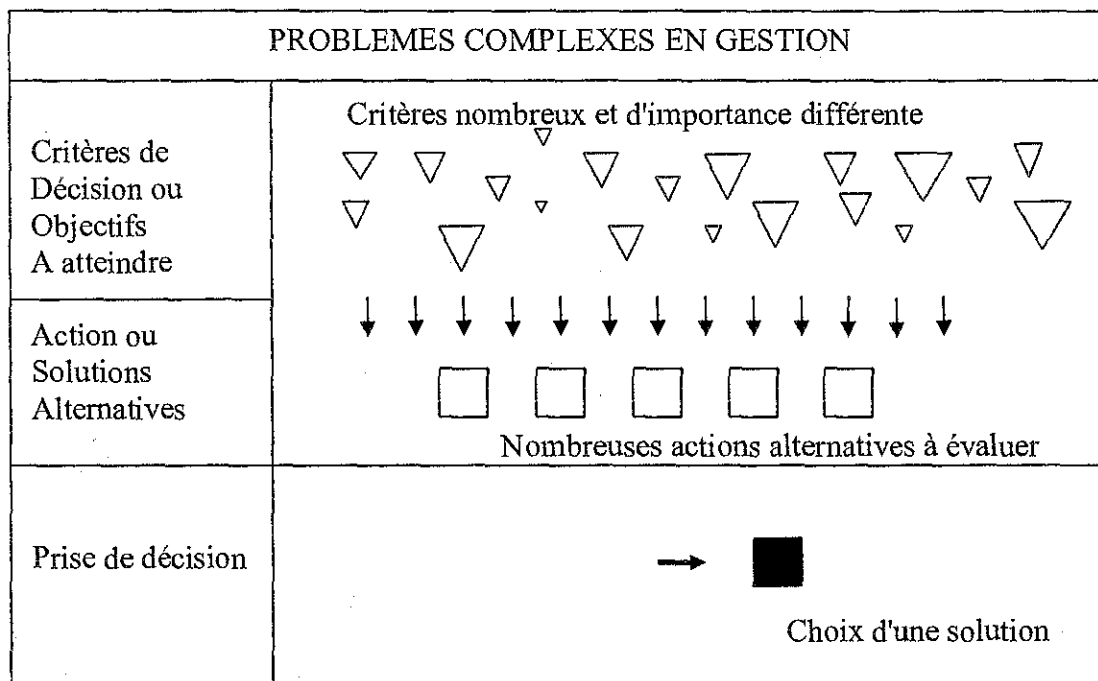 PROBLEMES COMPLEXES EN GESTION
Critères de
Décision ou
Objectifs
A atteindre
Critères nombreux et d'importance différente
Action ou
Solutions
Alternatives
Nombreuses actions alternatives à évaluer
Prise de décision
Choix d'une solution